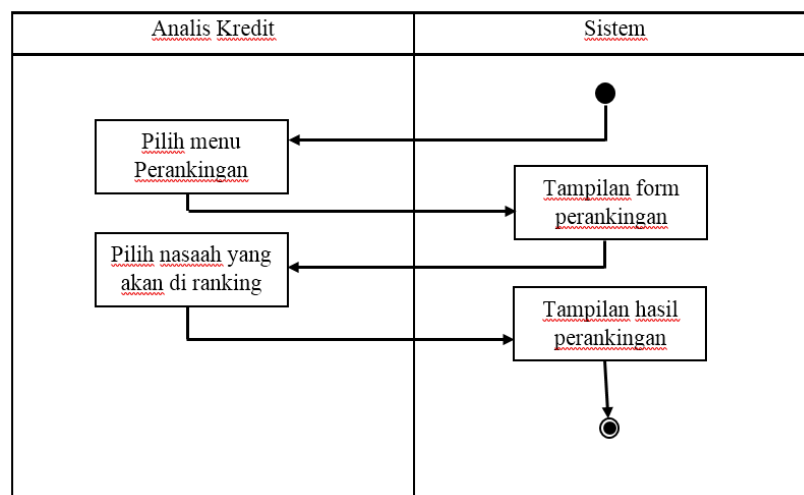 Analis Kredit
Sistem
Pilih menu
Perankingan
Tampilan form
perankingan
Pilih nasaah yang
akan di ranking
Tampilan hasil
perankingan